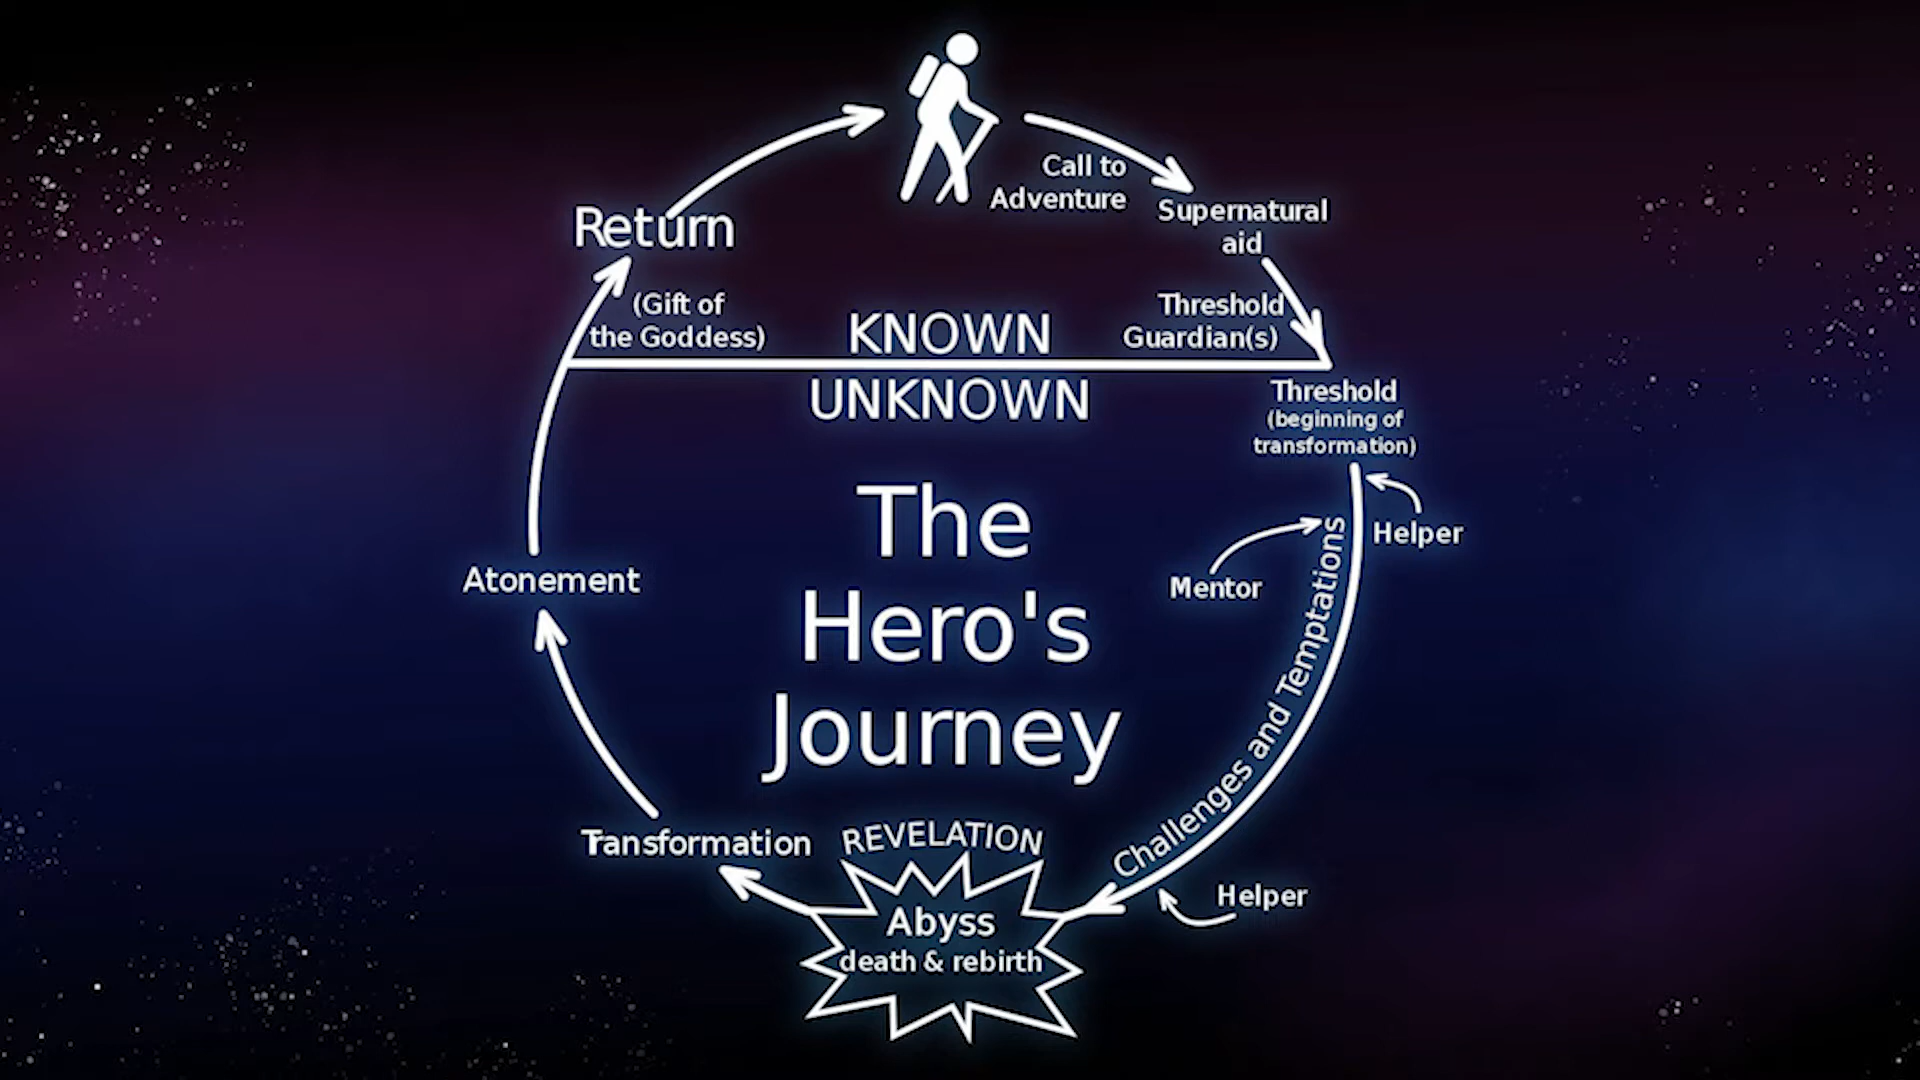 Call to
Adventure
Supernatural
aid
Return
(Gift of
the Goddess)
KNOWN
Threshold
Guardian(s)
UNKNOWN
Threshold
(beginning of
transformation)
The
Hero's
Journey
Helper
Mentor
Challenges and Temptations
Atonement
Transformation
REVELATION
Abyss
death & rebirth
Helper